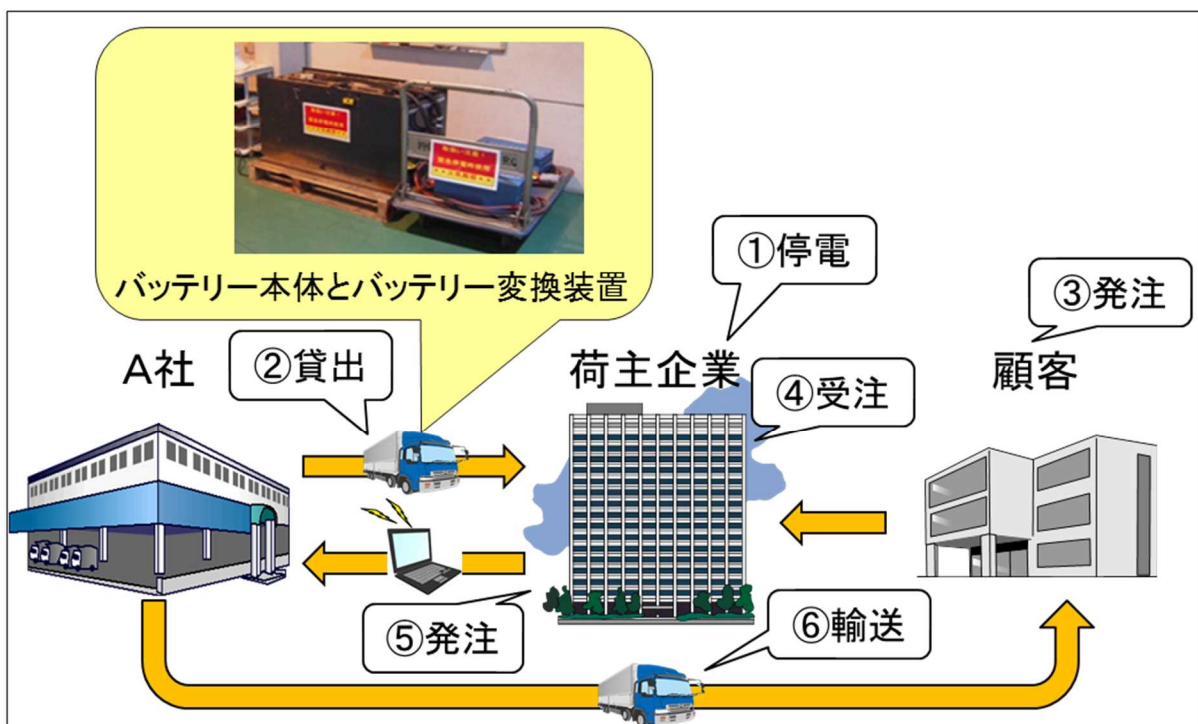 バッテリー本体とバッテリー変換装置
①停電
③発注
A社
②貸出
荷主企業
④受注
顧客
⑤発注
⑥輸送